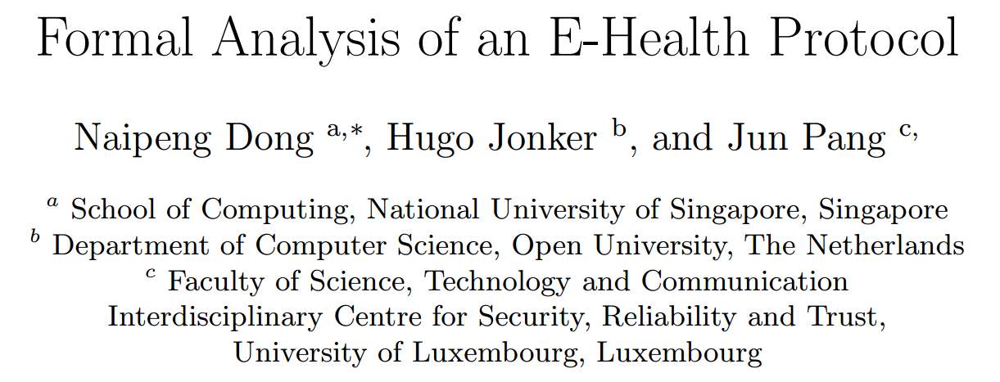 Formal Analysis of an E-Health Protocol
Naipeng Dong a,*, Hugo Jonker b, and Jun Pang c,
a School of Computing, National University of Singapore, Singapore
b Department of Computer Science, Open University, The Netherlands
c Faculty of Science, Technology and Communication
Interdisciplinary Centre for Security, Reliability and Trust,
University of Luxembourg, Luxembourg